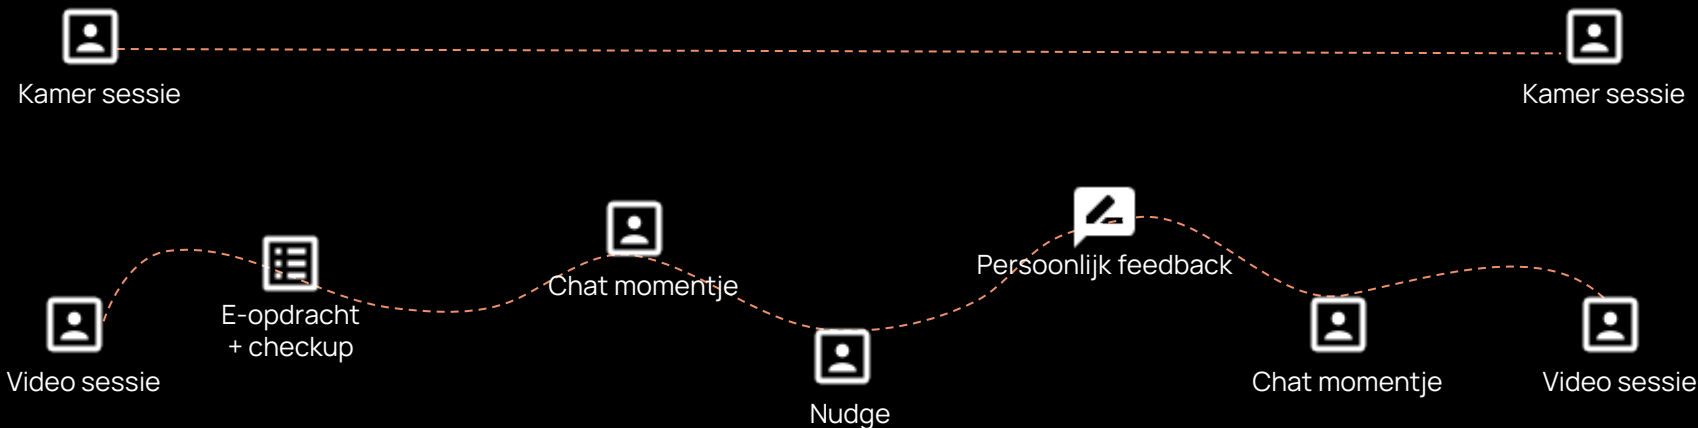 Kamer sessie
Kamer sessie
Video sessie
E-opdracht
+ checkup
Chat momentje
Nudge
Persoonlijk feedback
Chat momentje
Video sessie